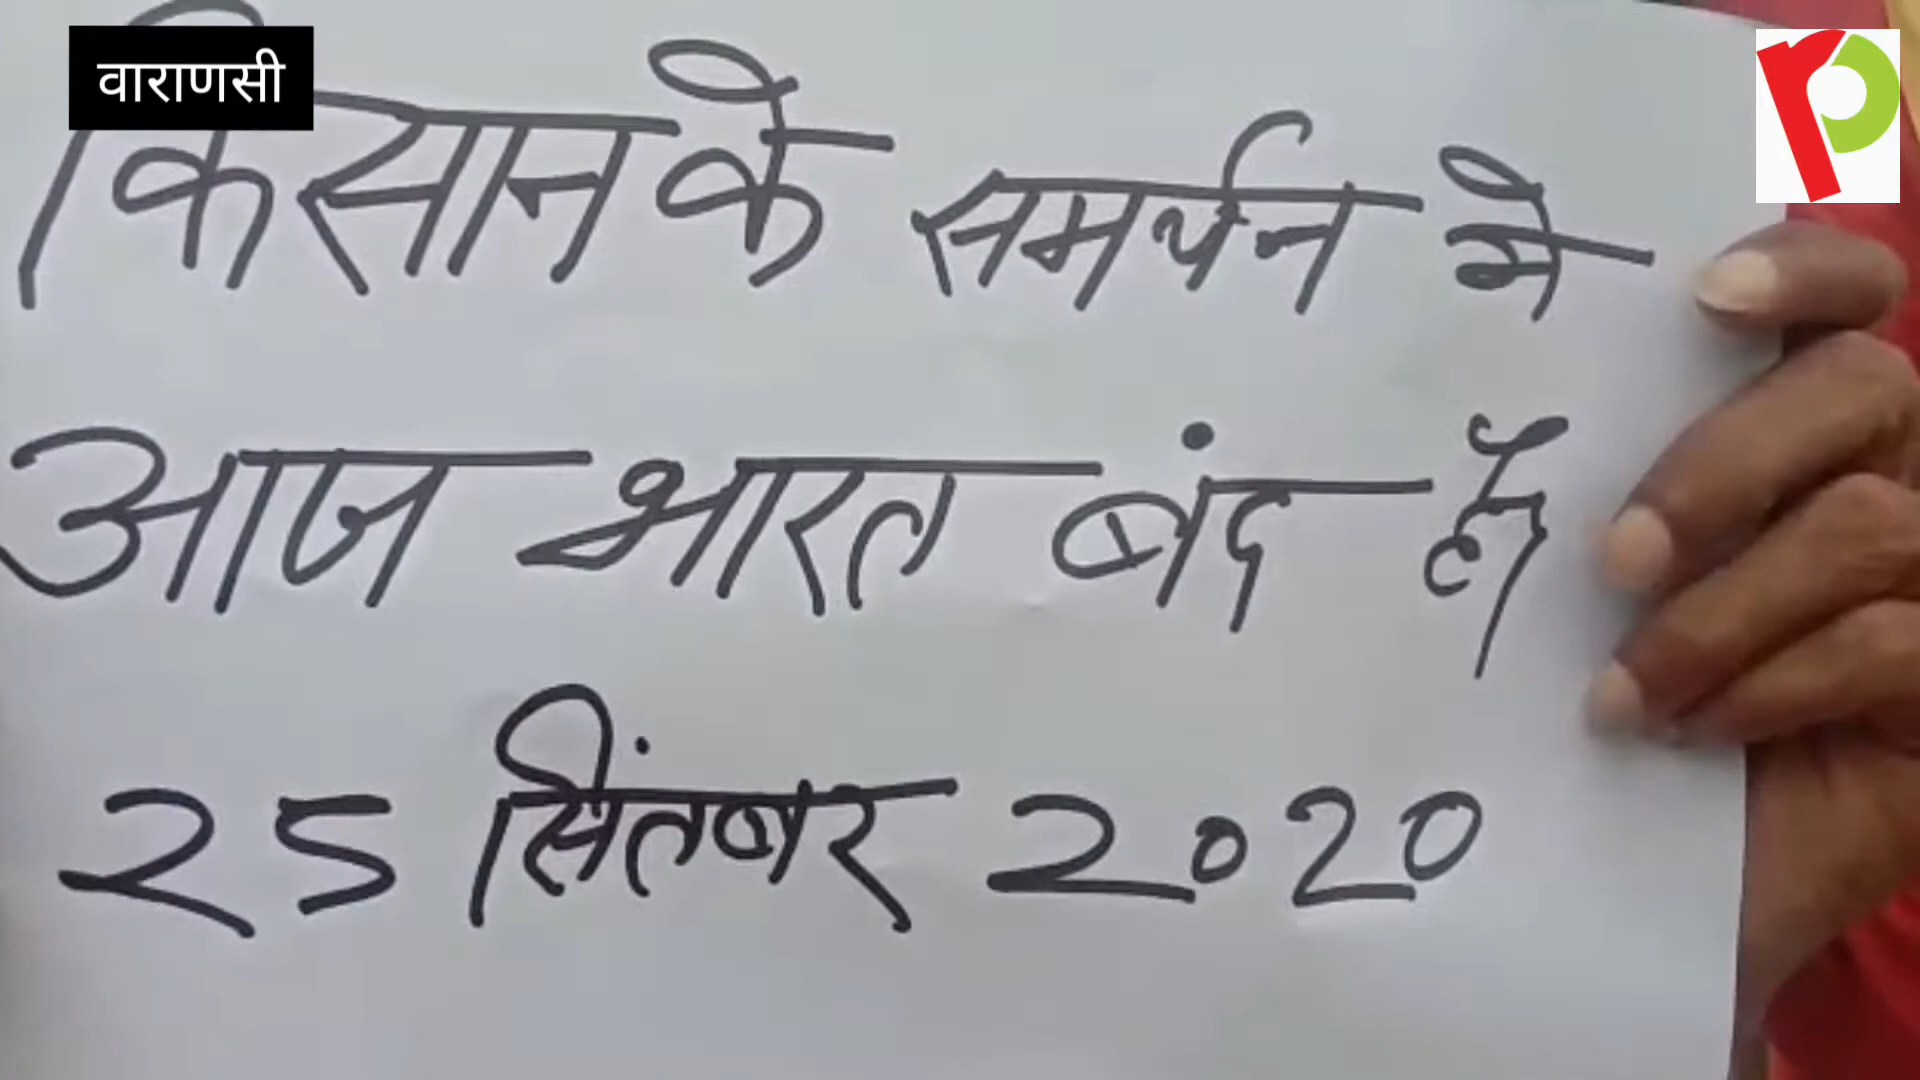 वाराणसी
किसान के समर्थन मे
आज भारत बंद है
25 सितंबर 2020